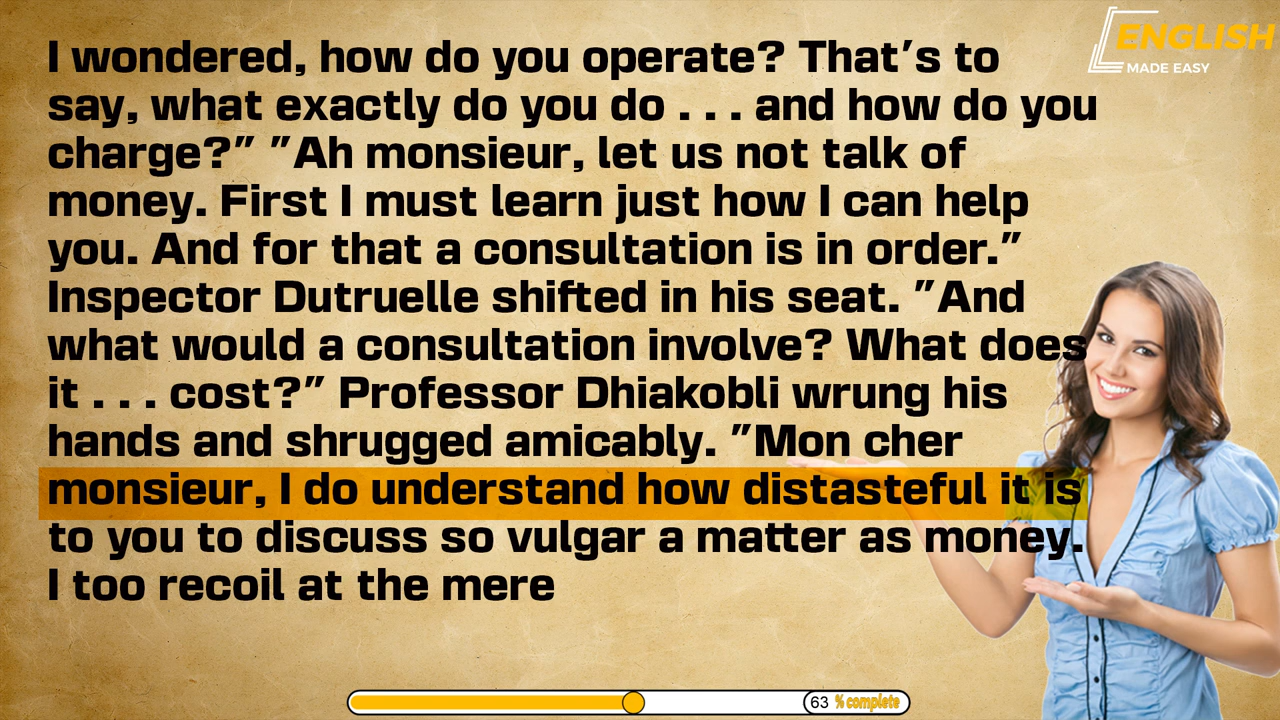 ENGLISH
MADE EASY
I wondered, how do you operate? That's to
say, what exactly do you do . . . and how do you
charge?" "Ah monsieur, let us not talk of
money. First I must learn just how I can help
you. And for that a consultation is in order."
Inspector Dutruelle shifted in his seat. "And
what would a consultation involve? What does
it . . . cost?" Professor Dhiakobli wrung his
hands and shrugged amicably. "Mon cher
monsieur, I do understand how distasteful it is
to you to discuss so vulgar a matter as money.
I too recoil at the mere
63 % complete